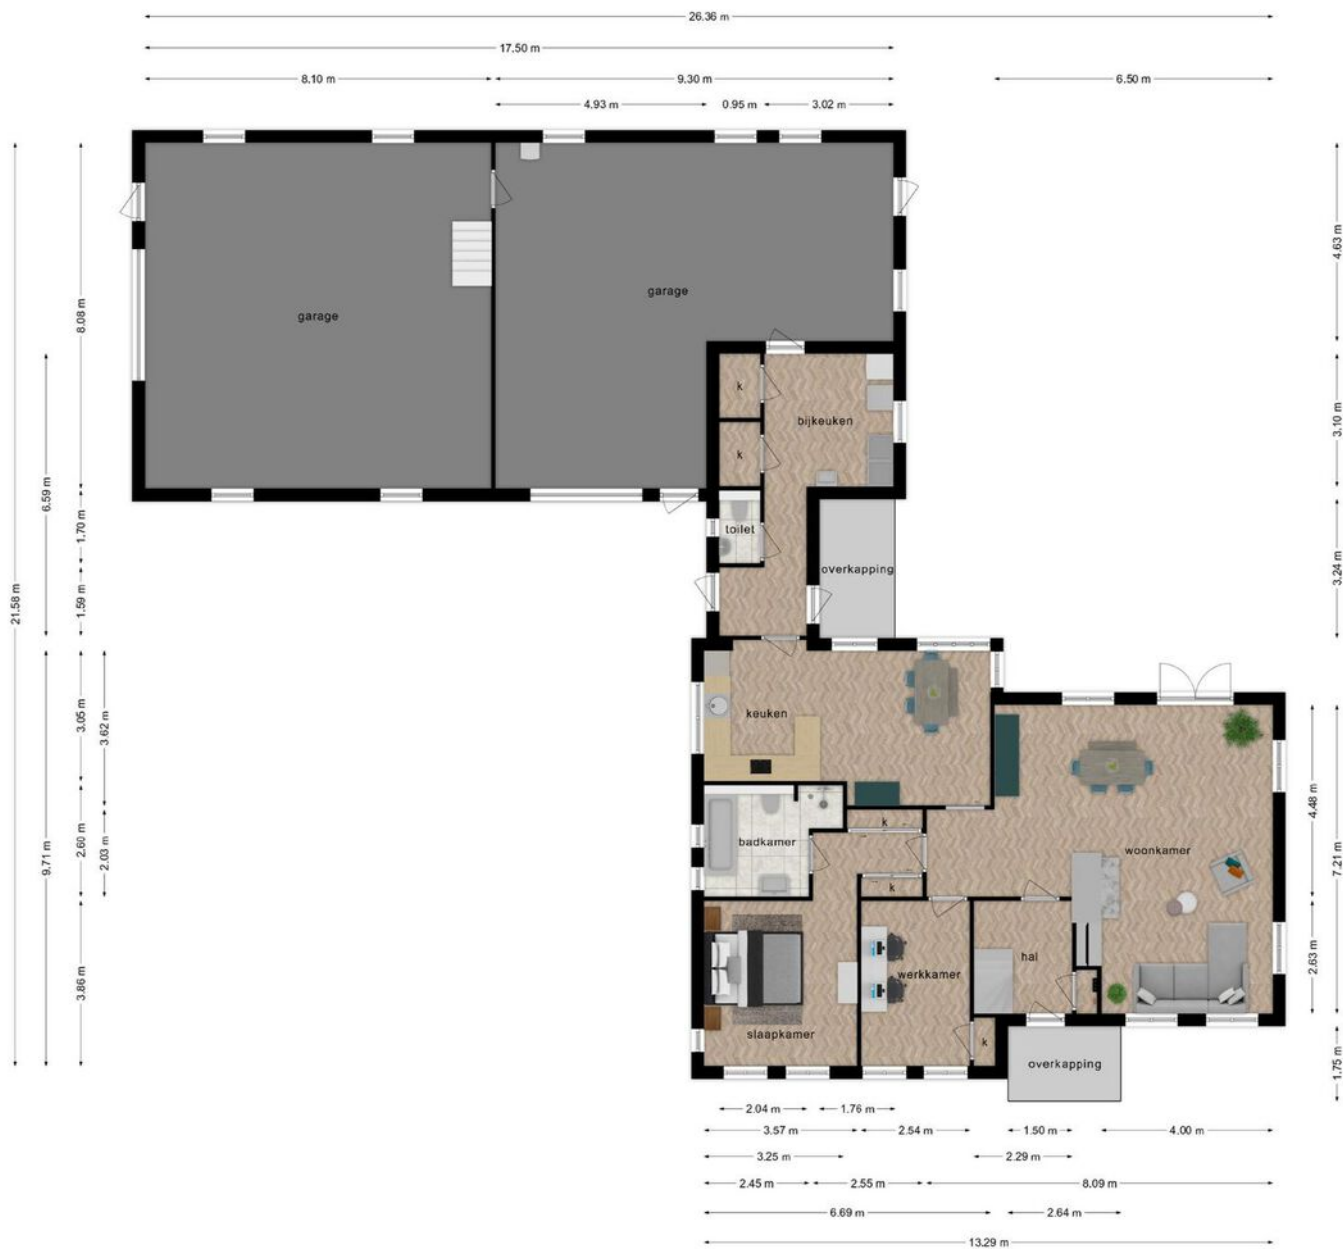 26.36 m
17.50 m
8.10 m
9.30 m
6.50 m
4.93 m
0.95 m
3.02 m
21.58 m
6.59 m
8.08 m
1.70 m
1.59 m
9.71 m
3.05 m
3.62 m
2.60 m
2.03 m
3.86 m
garage
garage
k
k
bijkeuken
toilet
overkapping
keuken
badkamer
k
k
woonkamer
werkkamer
hal
slaapkamer
k
overkapping
4.63 m
3.10 m
3.24 m
4.48 m
7.21 m
2.63 m
1.75 m
2.04 m
1.76 m
3.57 m
2.54 m
1.50 m
4.00 m
3.25 m
2.29 m
2.45 m
2.55 m
8.09 m
6.69 m
2.64 m
13.29 m